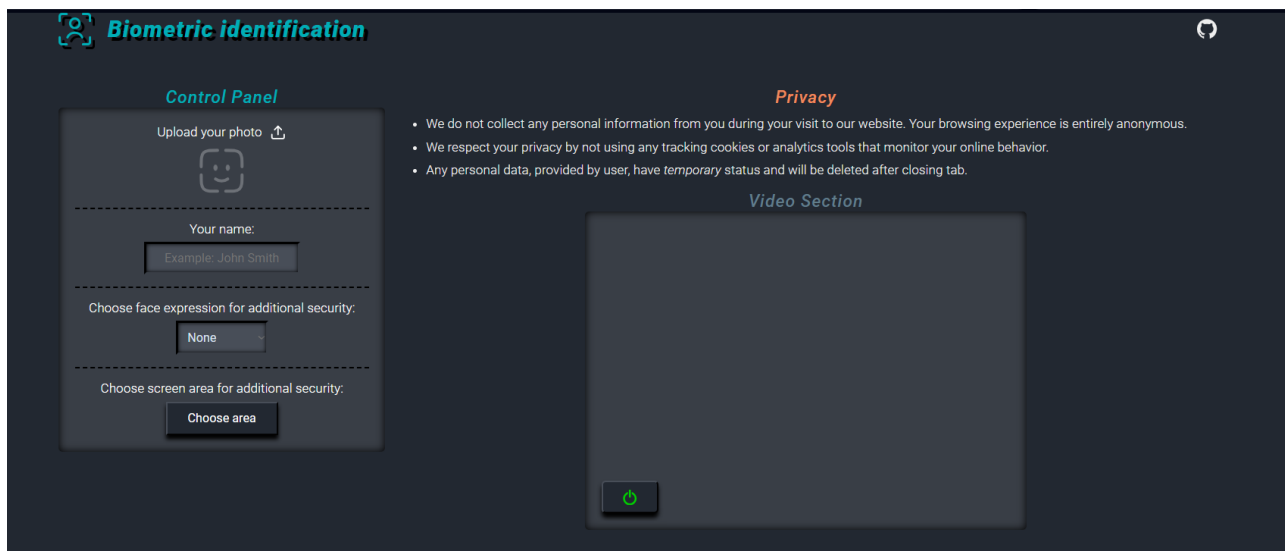 Biometric identification
Control Panel
Upload your photo
Your name:
Example: John Smith
Choose face expression for additional security:
None
Choose screen area for additional security:
Choose area
Privacy
• We do not collect any personal information from you during your visit to our website. Your browsing experience is entirely anonymous.
• We respect your privacy by not using any tracking cookies or analytics tools that monitor your online behavior.
• Any personal data, provided by user, have temporary status and will be deleted after closing tab.
Video Section